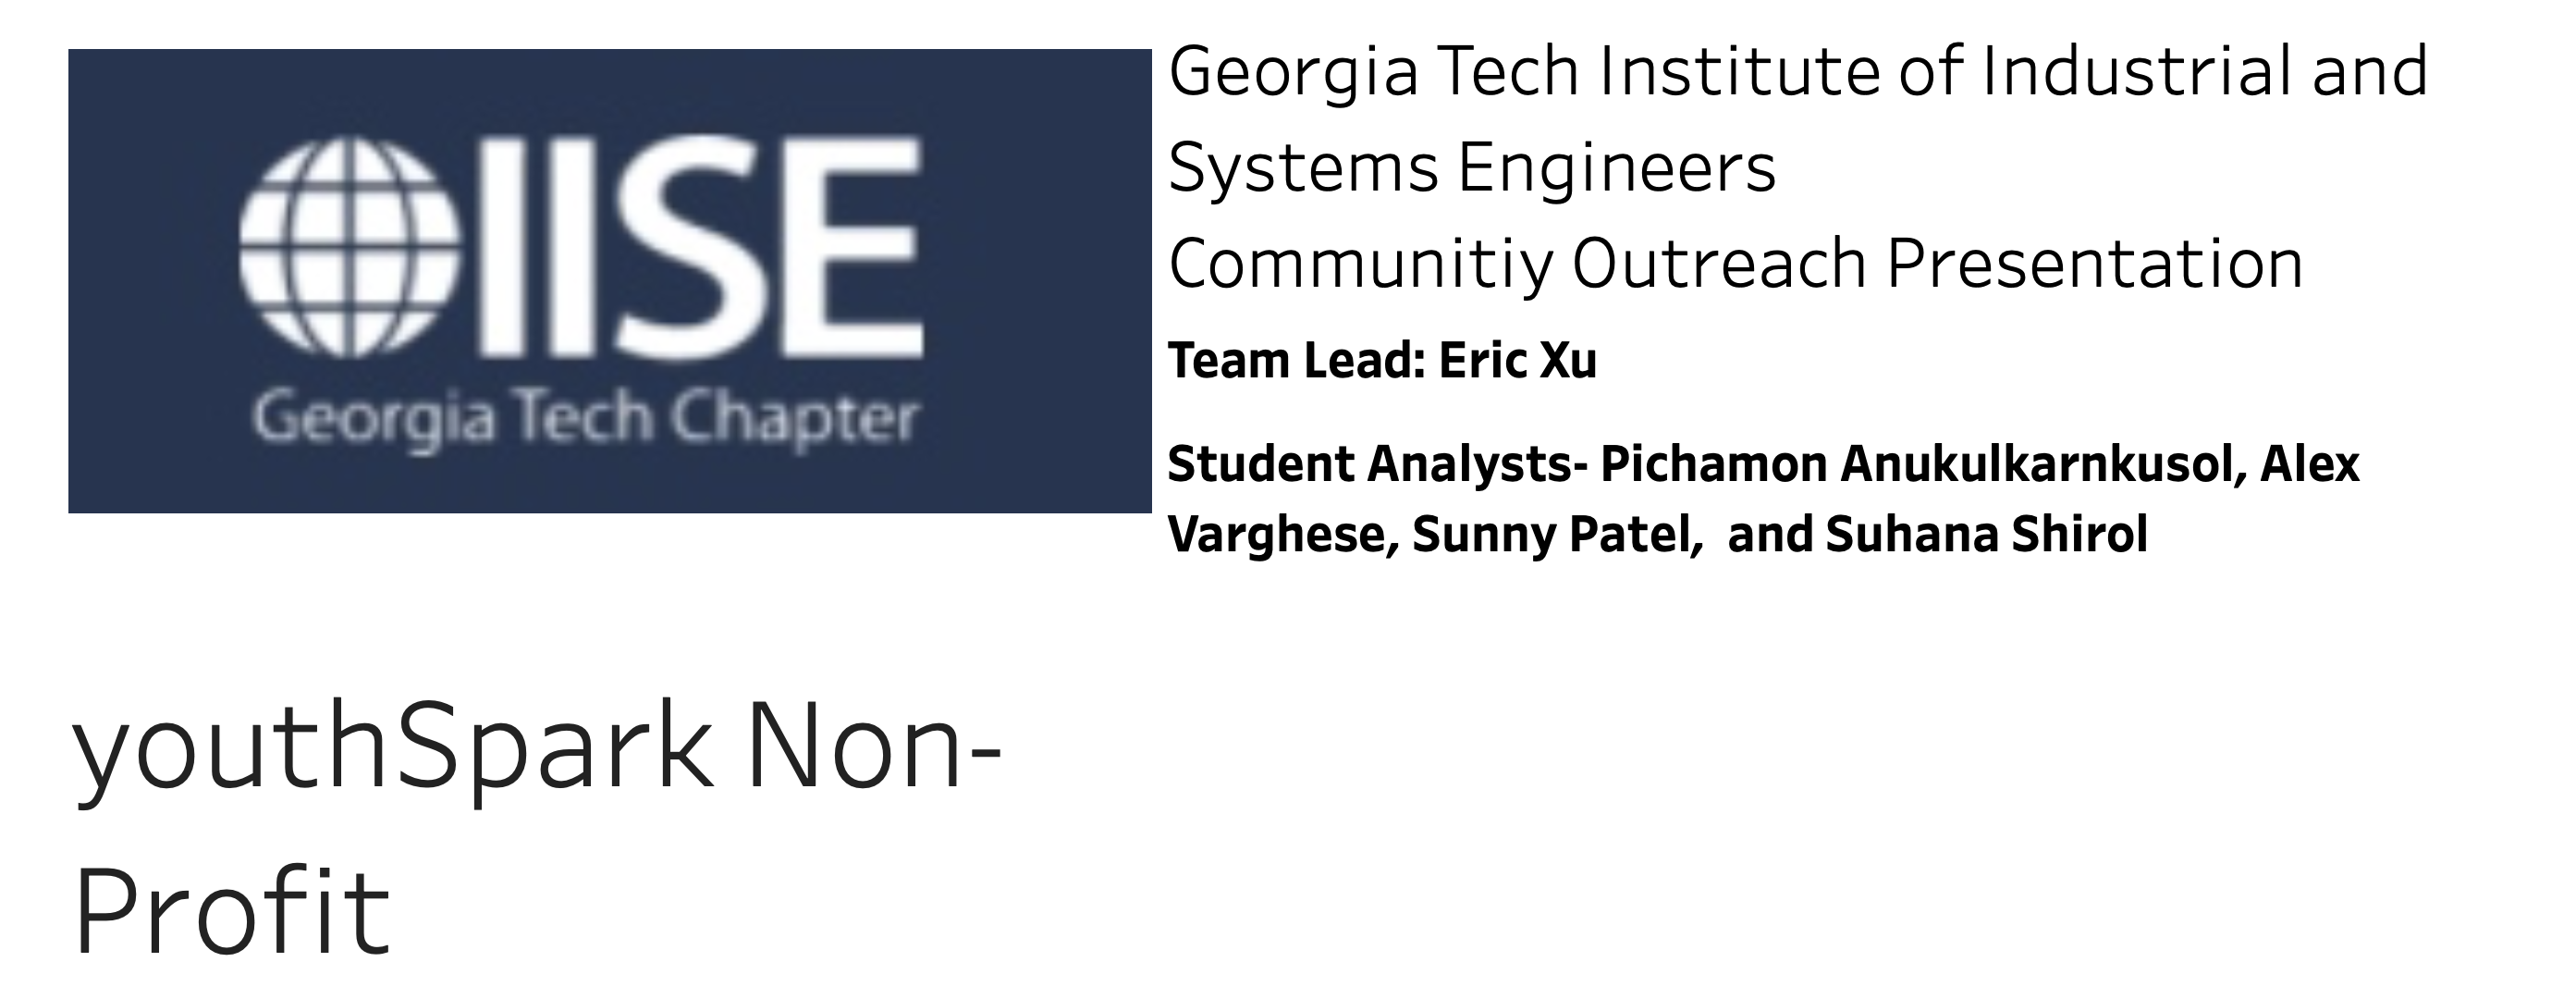 IISE
Georgia Tech Chapter
Georgia Tech Institute of Industrial and
Systems Engineers
Communitiy Outreach Presentation
Team Lead: Eric Xu
Student Analysts- Pichamon Anukulkarnkusol, Alex
Varghese, Sunny Patel,  and Suhana Shirol
youthSpark Non-
Profit